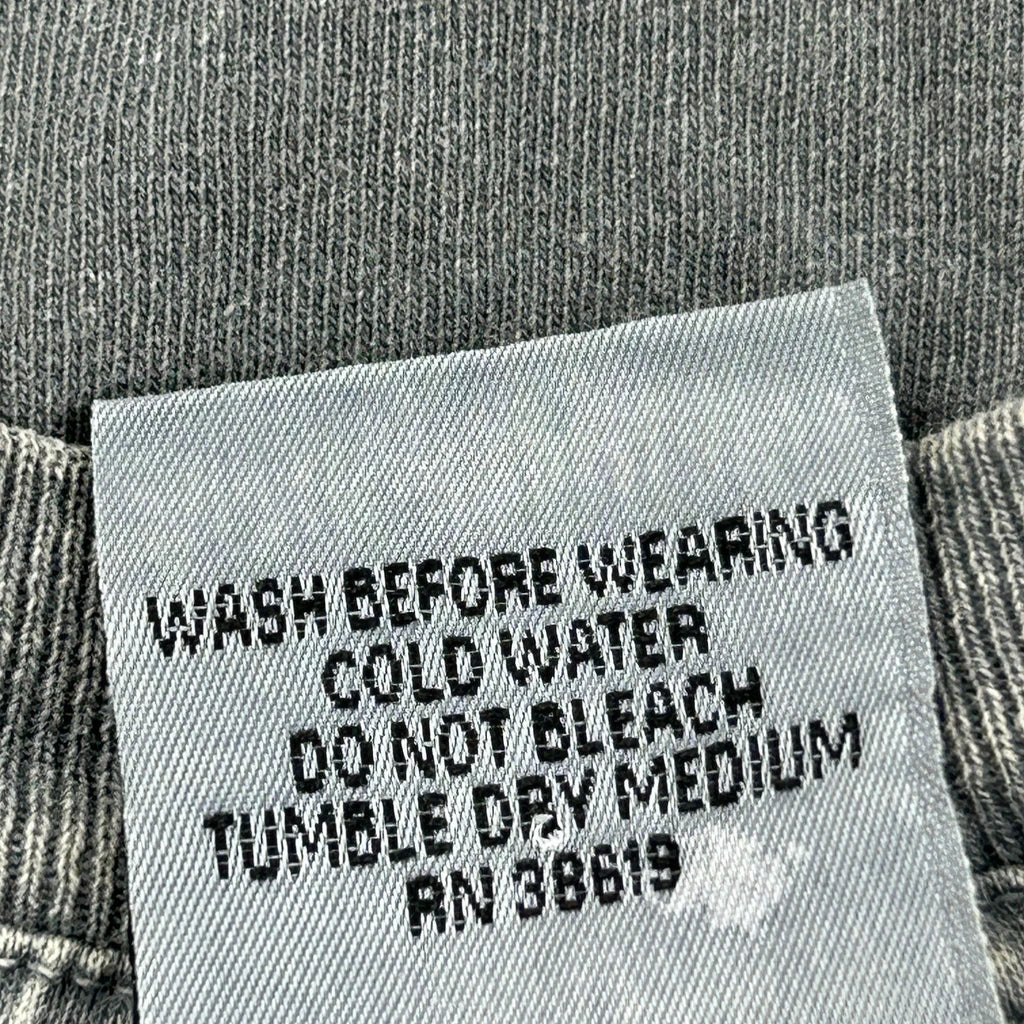 WASH BEFORE WEARING
COLD WATER
DO NOT BLEACH
TUMBLE DRY MEDIUM
RN 38619